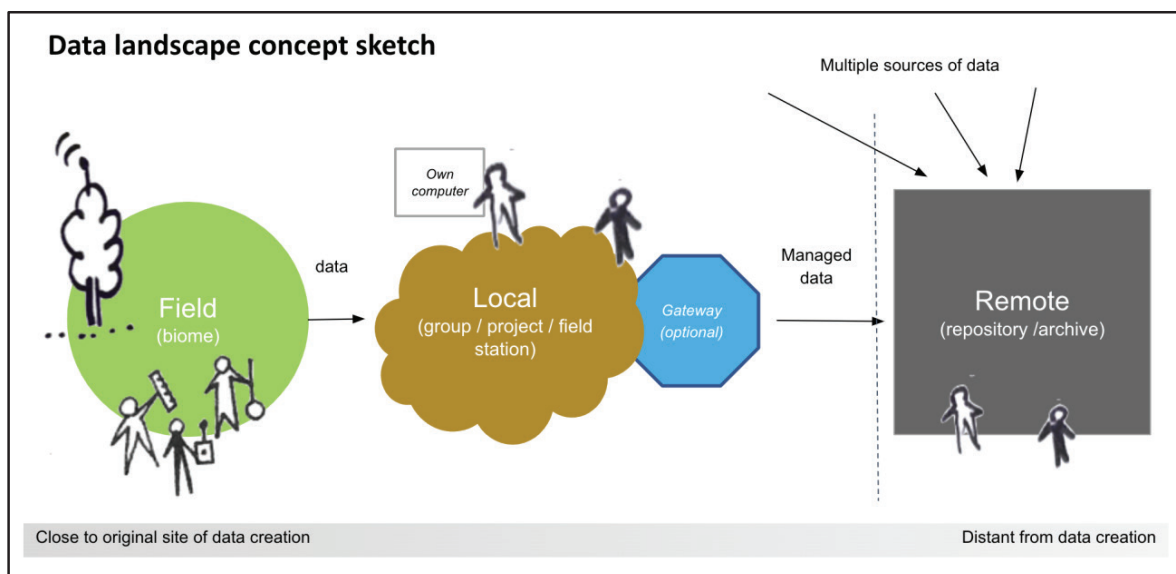 Data landscape concept sketch
Multiple sources of data
Own
computer
data
Field
(biome)
Local
(group / project / field
station)
Gateway
(optional)
Managed
data
Remote
(repository /archive)
Close to original site of data creation
Distant from data creation